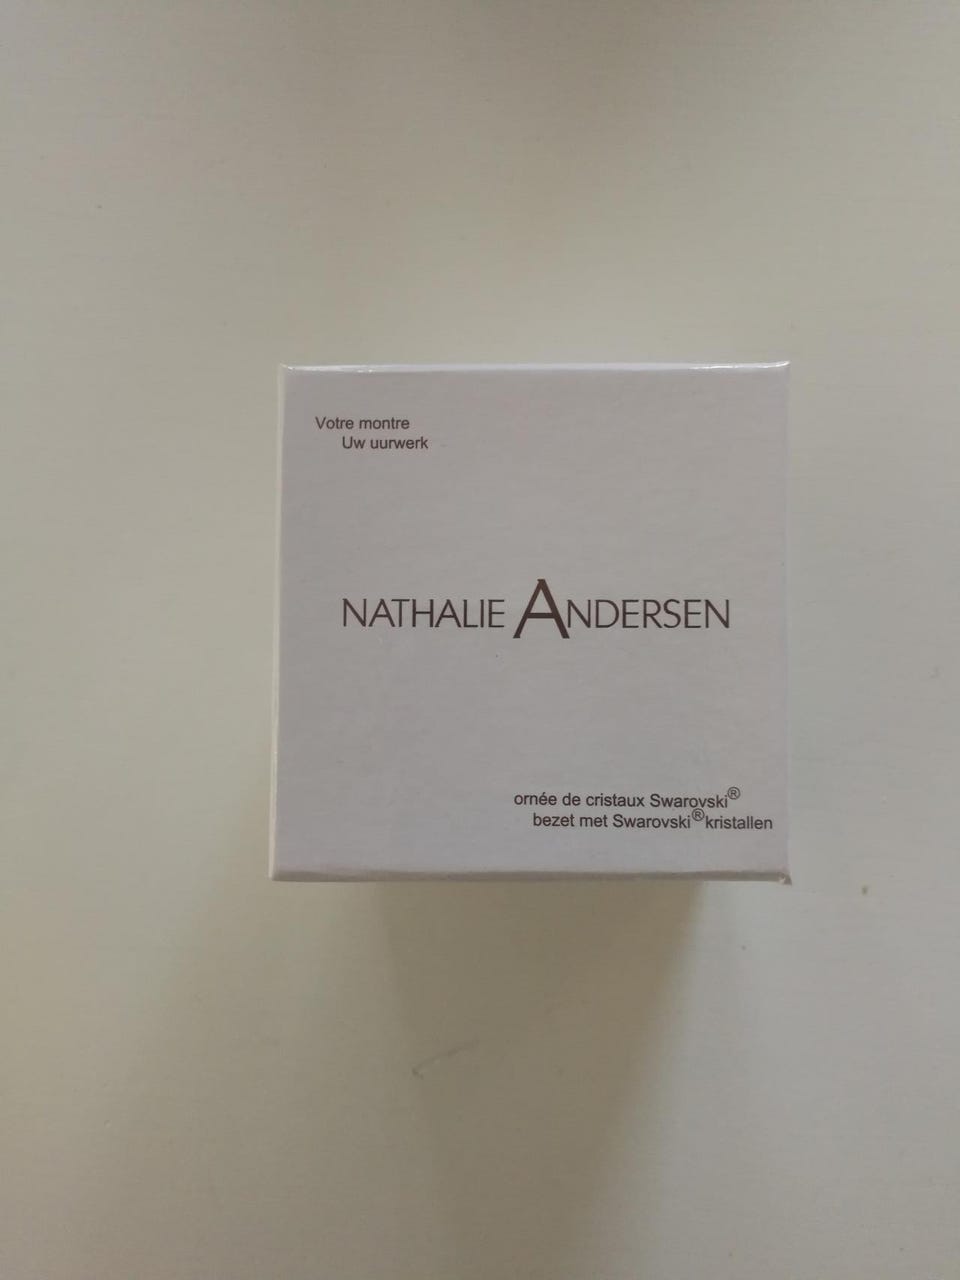 Votre montre
Uw uurwerk
NATHALIE ANDERSEN
ornée de cristaux Swarovski®
bezet met Swarovski® kristallen